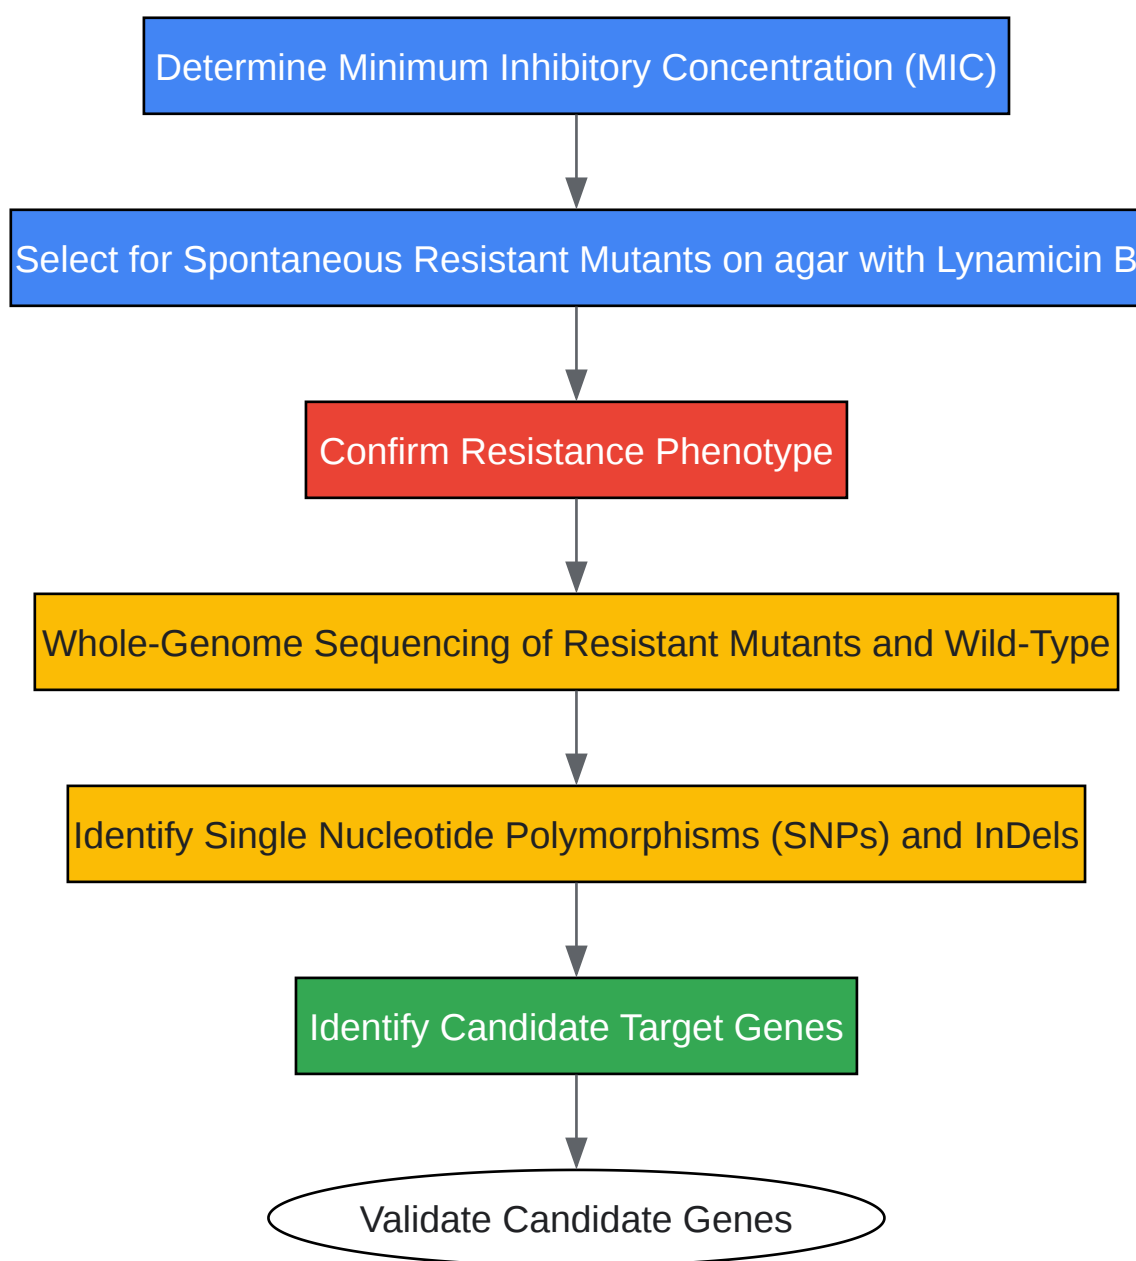 Determine Minimum Inhibitory Concentration (MIC)
Select for Spontaneous Resistant Mutants on agar with Lynamicin B
Confirm Resistance Phenotype
Whole-Genome Sequencing of Resistant Mutants and Wild-Type
Identify Single Nucleotide Polymorphisms (SNPs) and InDels
Identify Candidate Target Genes
Validate Candidate Genes